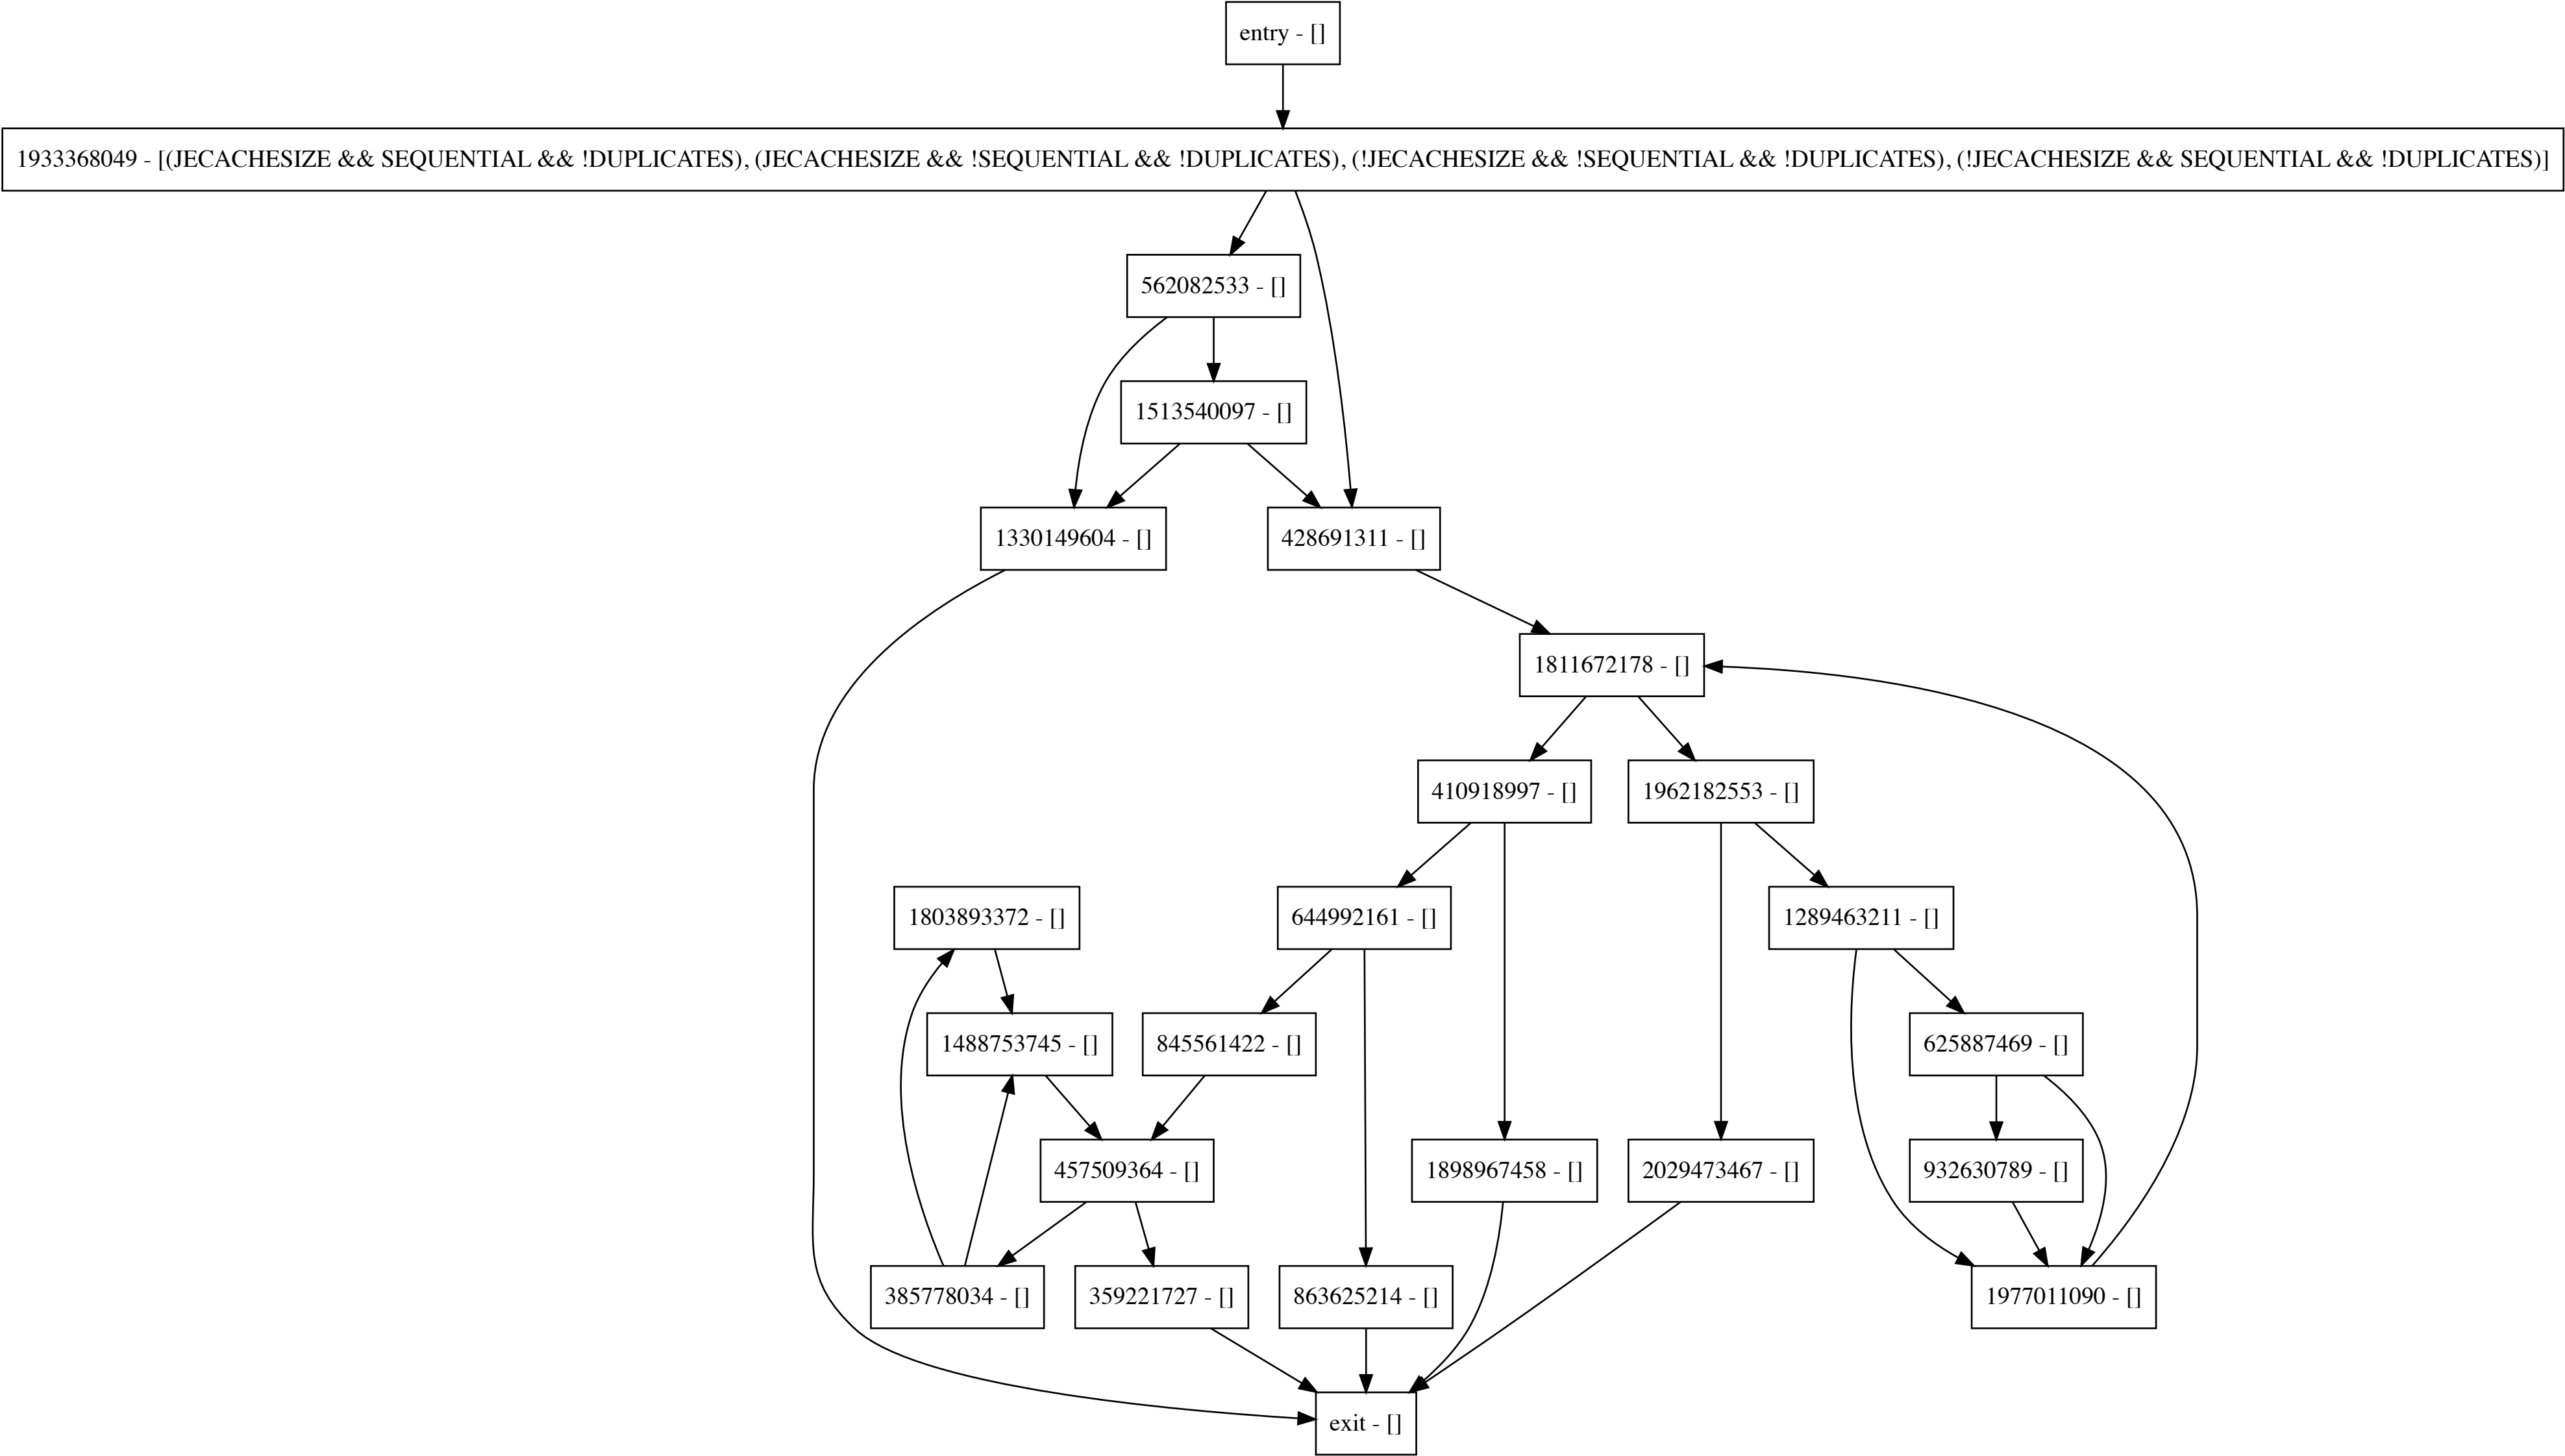 entry - []
1933368049 - [(JECACHESIZE && SEQUENTIAL && !DUPLICATES), (JECACHESIZE && !SEQUENTIAL && !DUPLICATES), (!JECACHESIZE && !SEQUENTIAL && !DUPLICATES), (!JECACHESIZE && SEQUENTIAL && !DUPLICATES)]
562082533 - []
1513540097 - []
1330149604 - []
428691311 - []
1811672178 - []
410918997 - []
1962182553 - []
1803893372 - []
644992161 - []
1289463211 - []
1488753745 - []
845561422 - []
625887469 - []
457509364 - []
1898967458 - []
2029473467 - []
932630789 - []
385778034 - []
359221727 - []
863625214 - []
1977011090 - []
exit - []